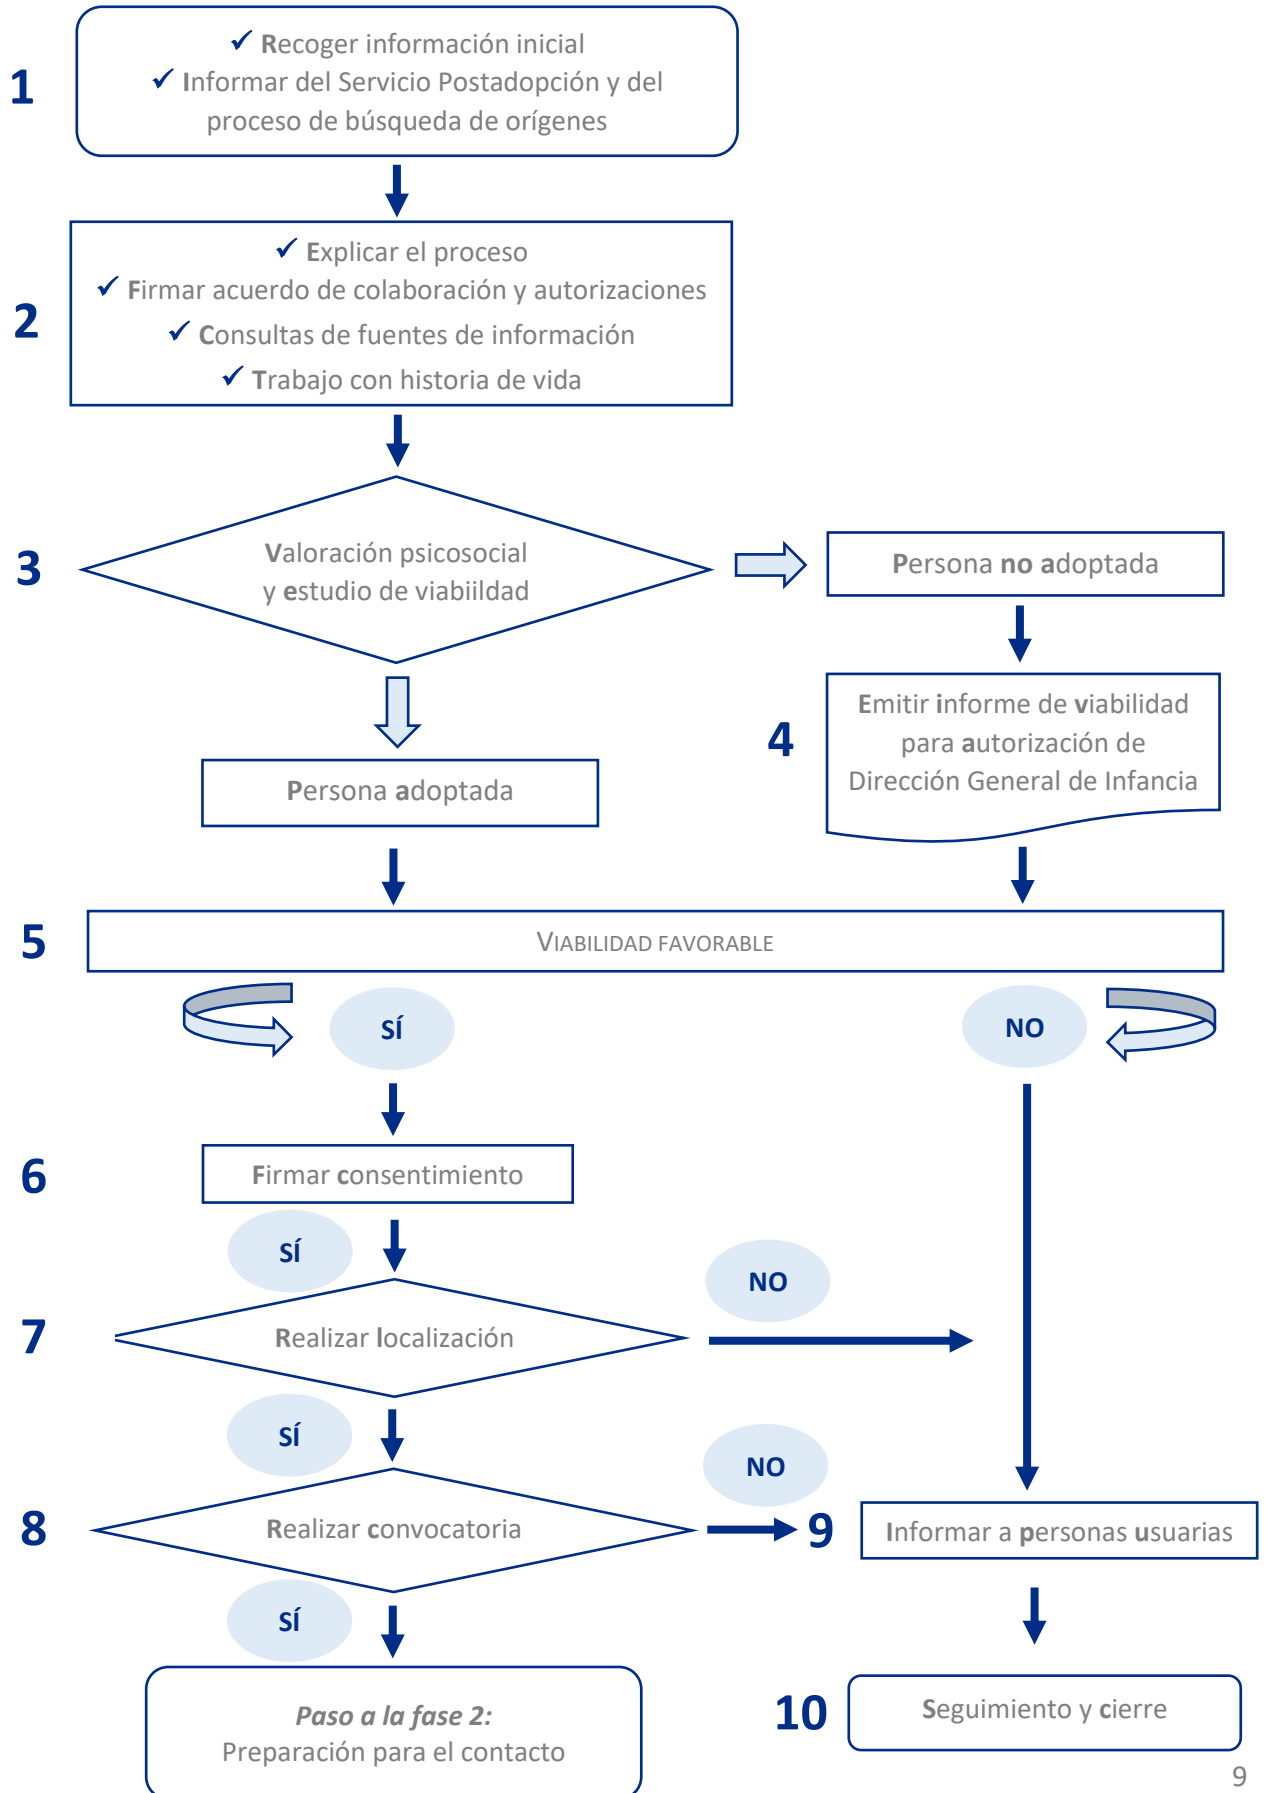 1
✓ Recoger información inicial
✓ Informar del Servicio Postadopción y del
proceso de búsqueda de orígenes
2
✓ Explicar el proceso
✓ Firmar acuerdo de colaboración y autorizaciones
✓ Consultas de fuentes de información
✓ Trabajo con historia de vida
3
Valoración psicosocial
y estudio de viabiildad
Persona no adoptada
4
Emitir informe de viabilidad
para autorización de
Dirección General de Infancia
Persona adoptada
5
VIABILIDAD FAVORABLE
SÍ
NO
6
Firmar consentimiento
SÍ
NO
7
Realizar localización
SÍ
NO
8
Realizar convocatoria
9
Informar a personas usuarias
SÍ
Paso a la fase 2:
Preparación para el contacto
10
Seguimiento y cierre
9